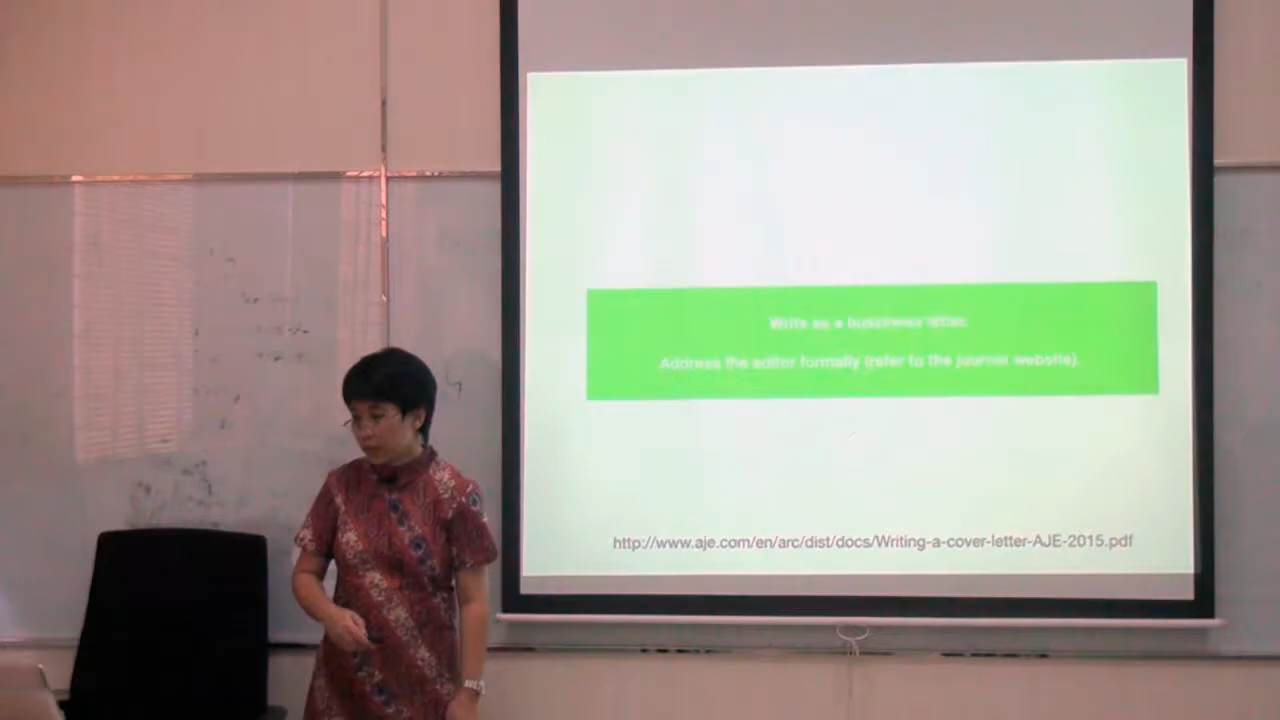 Write as a bussiness letter.
Address the editor formally (refer to the journal website).
http://www.aje.com/en/arc/dist/docs/Writing-a-cover-letter-AJE-2015.pdf